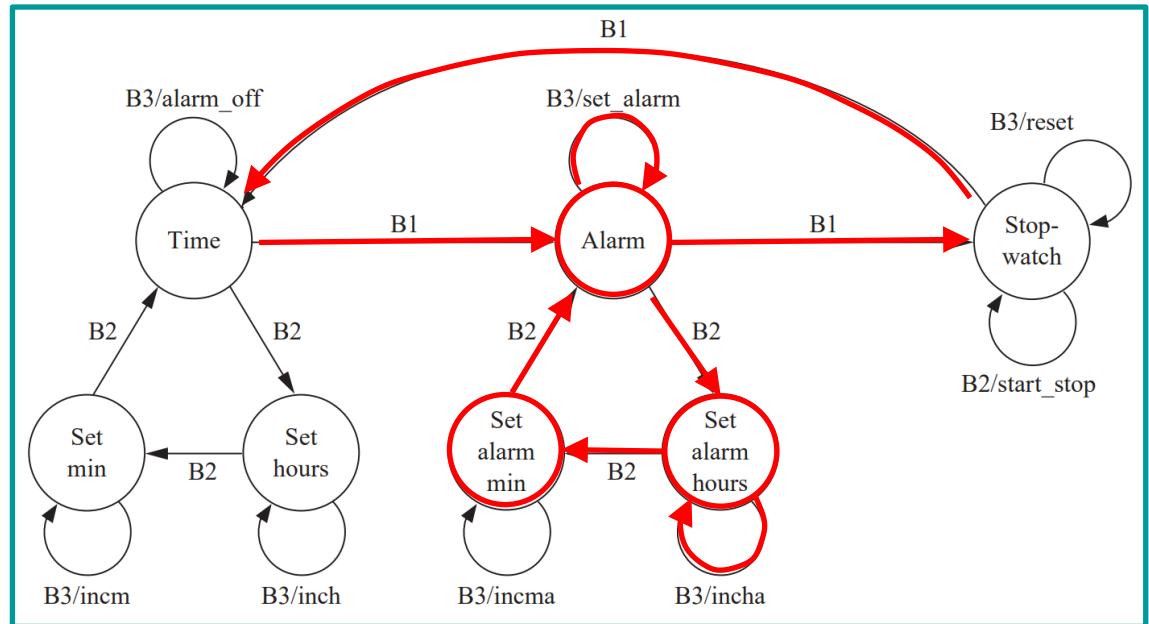 B1
B3/alarm_off
B3/set_alarm
B3/reset
Time
B1
Alarm
B1
Stop-
watch
B2
B2
B2
B2
B2/start_stop
Set
min
B2
Set
hours
Set
alarm
min
B2
Set
alarm
hours
B3/incm
B3/inch
B3/incma
B3/incha